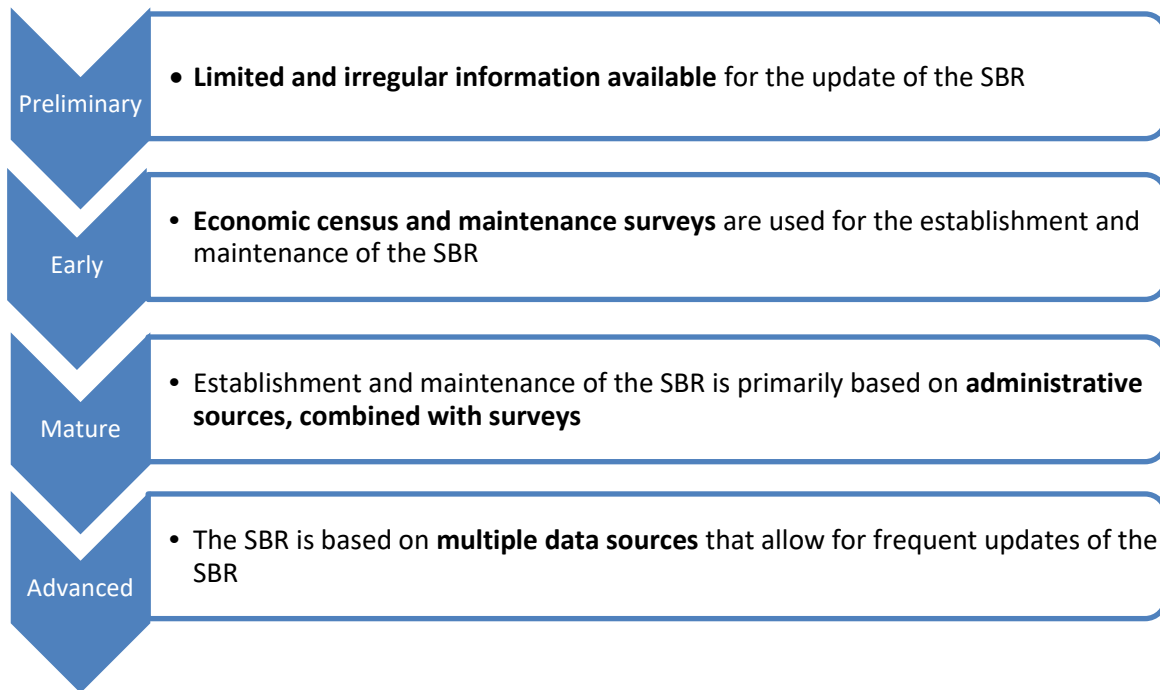 Preliminary
• Limited and irregular information available for the update of the SBR
Early
• Economic census and maintenance surveys are used for the establishment and
maintenance of the SBR
Mature
• Establishment and maintenance of the SBR is primarily based on administrative
sources, combined with surveys
Advanced
• The SBR is based on multiple data sources that allow for frequent updates of the
SBR